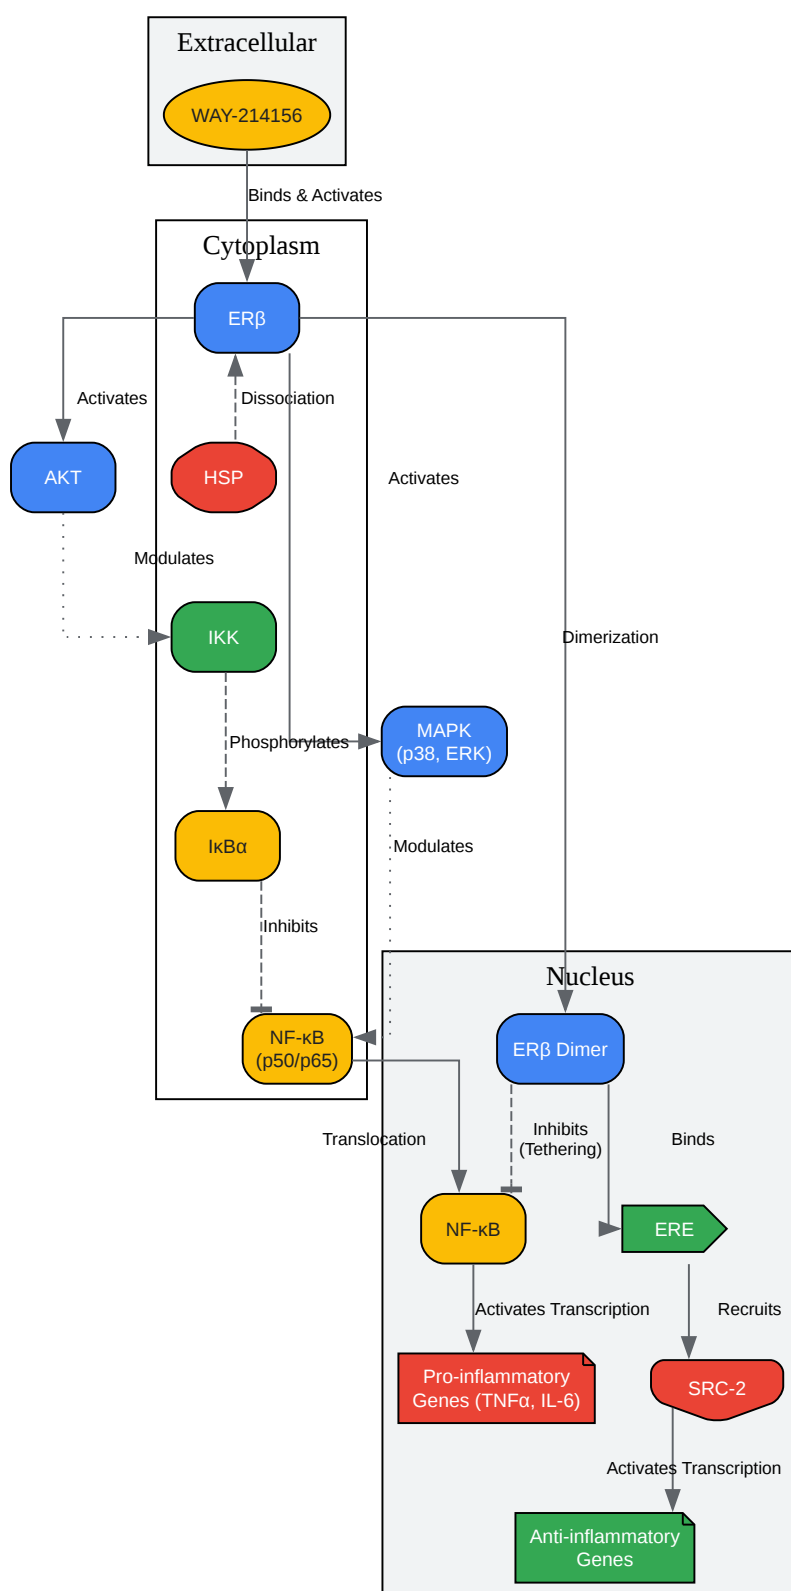 Extracellular
WAY-214156
Binds & Activates
Cytoplasm
ERβ
Activates
Dissociation
AKT
HSP
Activates
Modulates
IKK
Dimerization
Phosphorylates
MAPK
(p38, ERK)
IκBα
Modulates
Inhibits
Nucleus
NF-κB
(p50/p65)
ERβ Dimer
Translocation
Inhibits
(Tethering)
Binds
NF-κB
ERE
Activates Transcription
Recruits
Pro-inflammatory
Genes (TNFα, IL-6)
SRC-2
Activates Transcription
Anti-inflammatory
Genes